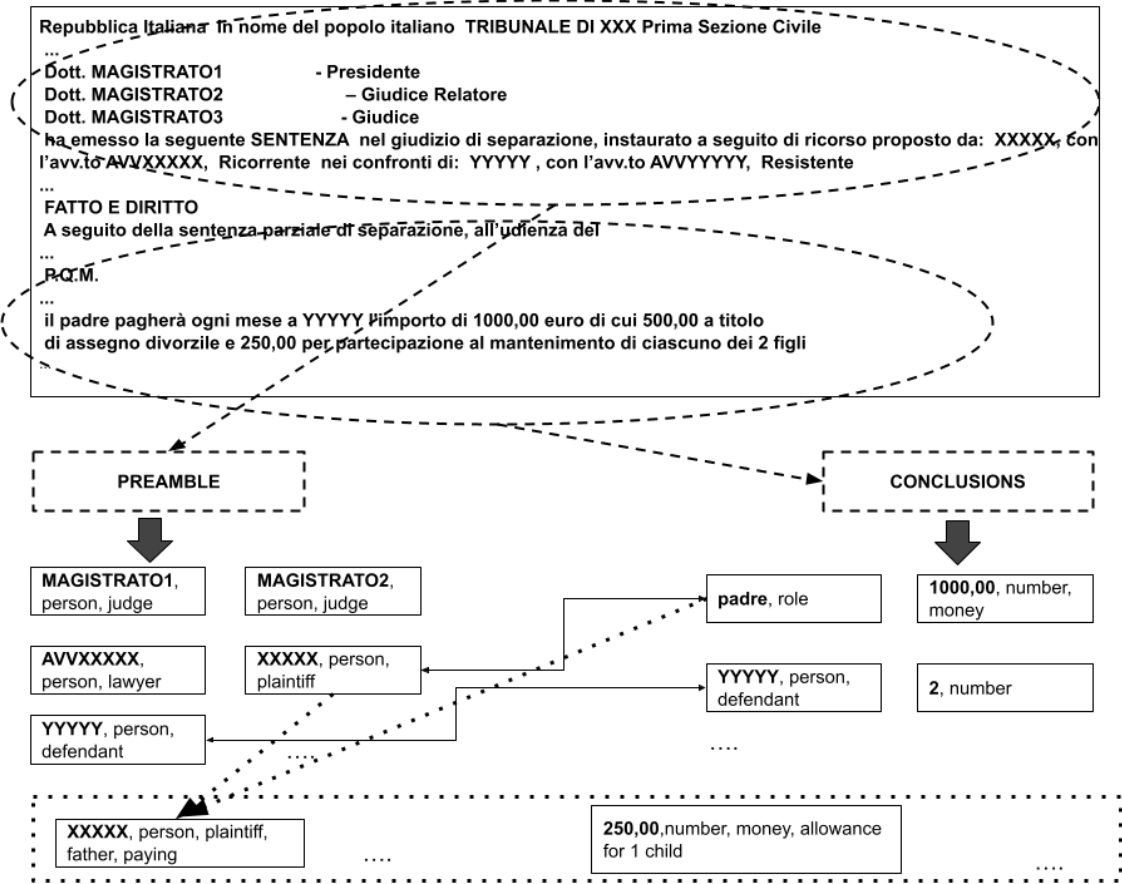 Repubblica Italiana In nome del popolo italiano TRIBUNALE DI XXX Prima Sezione Civile
...
Dott. MAGISTRATO1 - Presidente
Dott. MAGISTRATO2 – Giudice Relatore
Dott. MAGISTRATO3 - Giudice
ha emesso la seguente SENTENZA nel giudizio di separazione, instaurato a seguito di ricorso proposto da: XXXXX, con
l'avv.to AVVXXXXX, Ricorrente nei confronti di: YYYYY , con l'avv.to AVVYYYYY, Resistente
...
FATTO E DIRITTO
A seguito della sentenza parziale di separazione, all'udienza del
...
P.Q.M.
...
il padre pagherà ogni mese a YYYYY l'importo di 1000,00 euro di cui 500,00 a titolo
di assegno divorzile e 250,00 per partecipazione al mantenimento di ciascuno dei 2 figli
...
PREAMBLE
CONCLUSIONS
MAGISTRATO1,
person, judge
MAGISTRATO2,
person, judge
padre, role
1000,00, number,
money
AVVXXXXX,
person, lawyer
XXXXX, person,
plaintiff
YYYYY, person,
defendant
2, number
YYYYY, person,
defendant
....
....
XXXXX, person, plaintiff,
father, paying
....
250,00,number, money, allowance
for 1 child
....